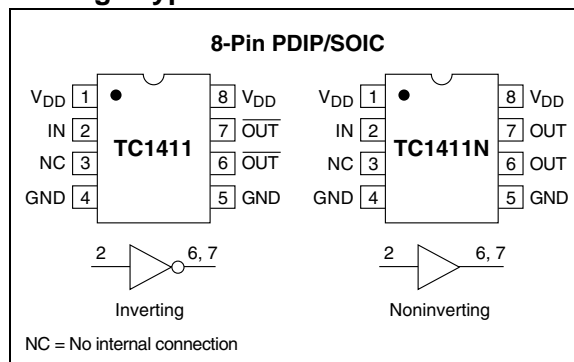 8-Pin PDIP/SOIC
VDD 1
IN 2
NC 3
GND 4
TC1411
8 VDD
7 OUT
6 OUT
5 GND
VDD 1
IN 2
NC 3
GND 4
TC1411N
8 VDD
7 OUT
6 OUT
5 GND
2 6, 7
Inverting
2 6, 7
Noninverting
NC = No internal connection